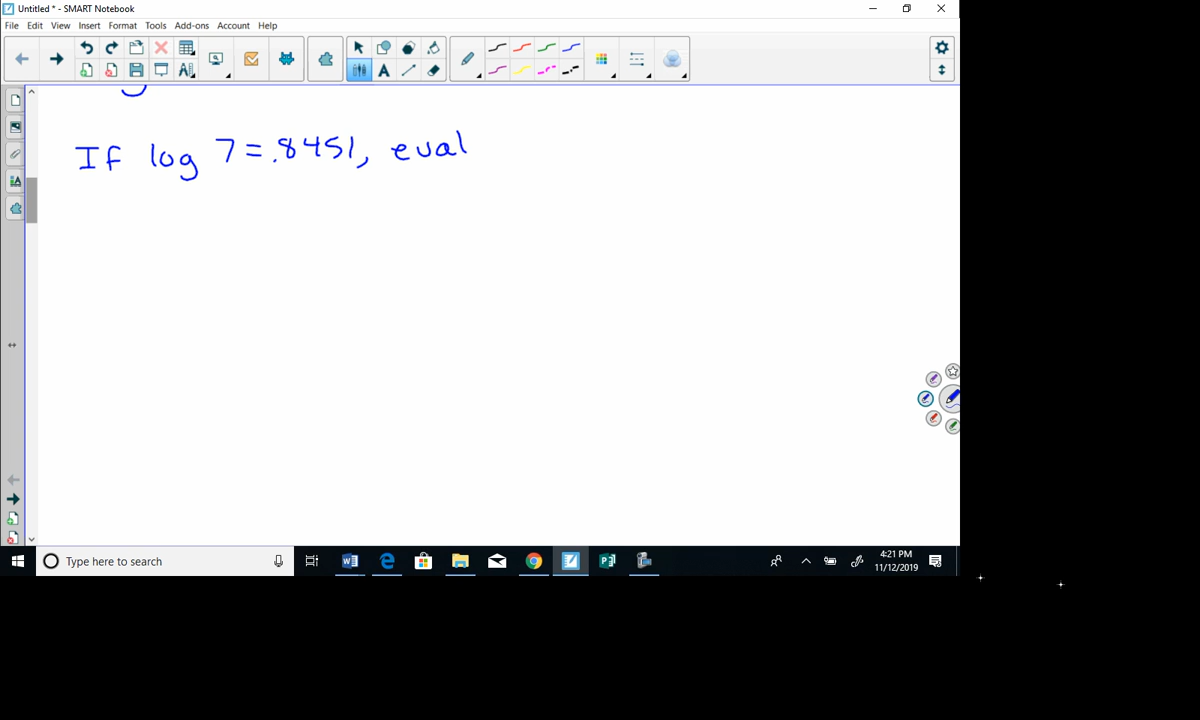 Untitled * - SMART Notebook
File Edit View Insert Format Tools Add-ons Account Help
If log 7 = .8451, eval
Type here to search
4:21 PM
11/12/2019